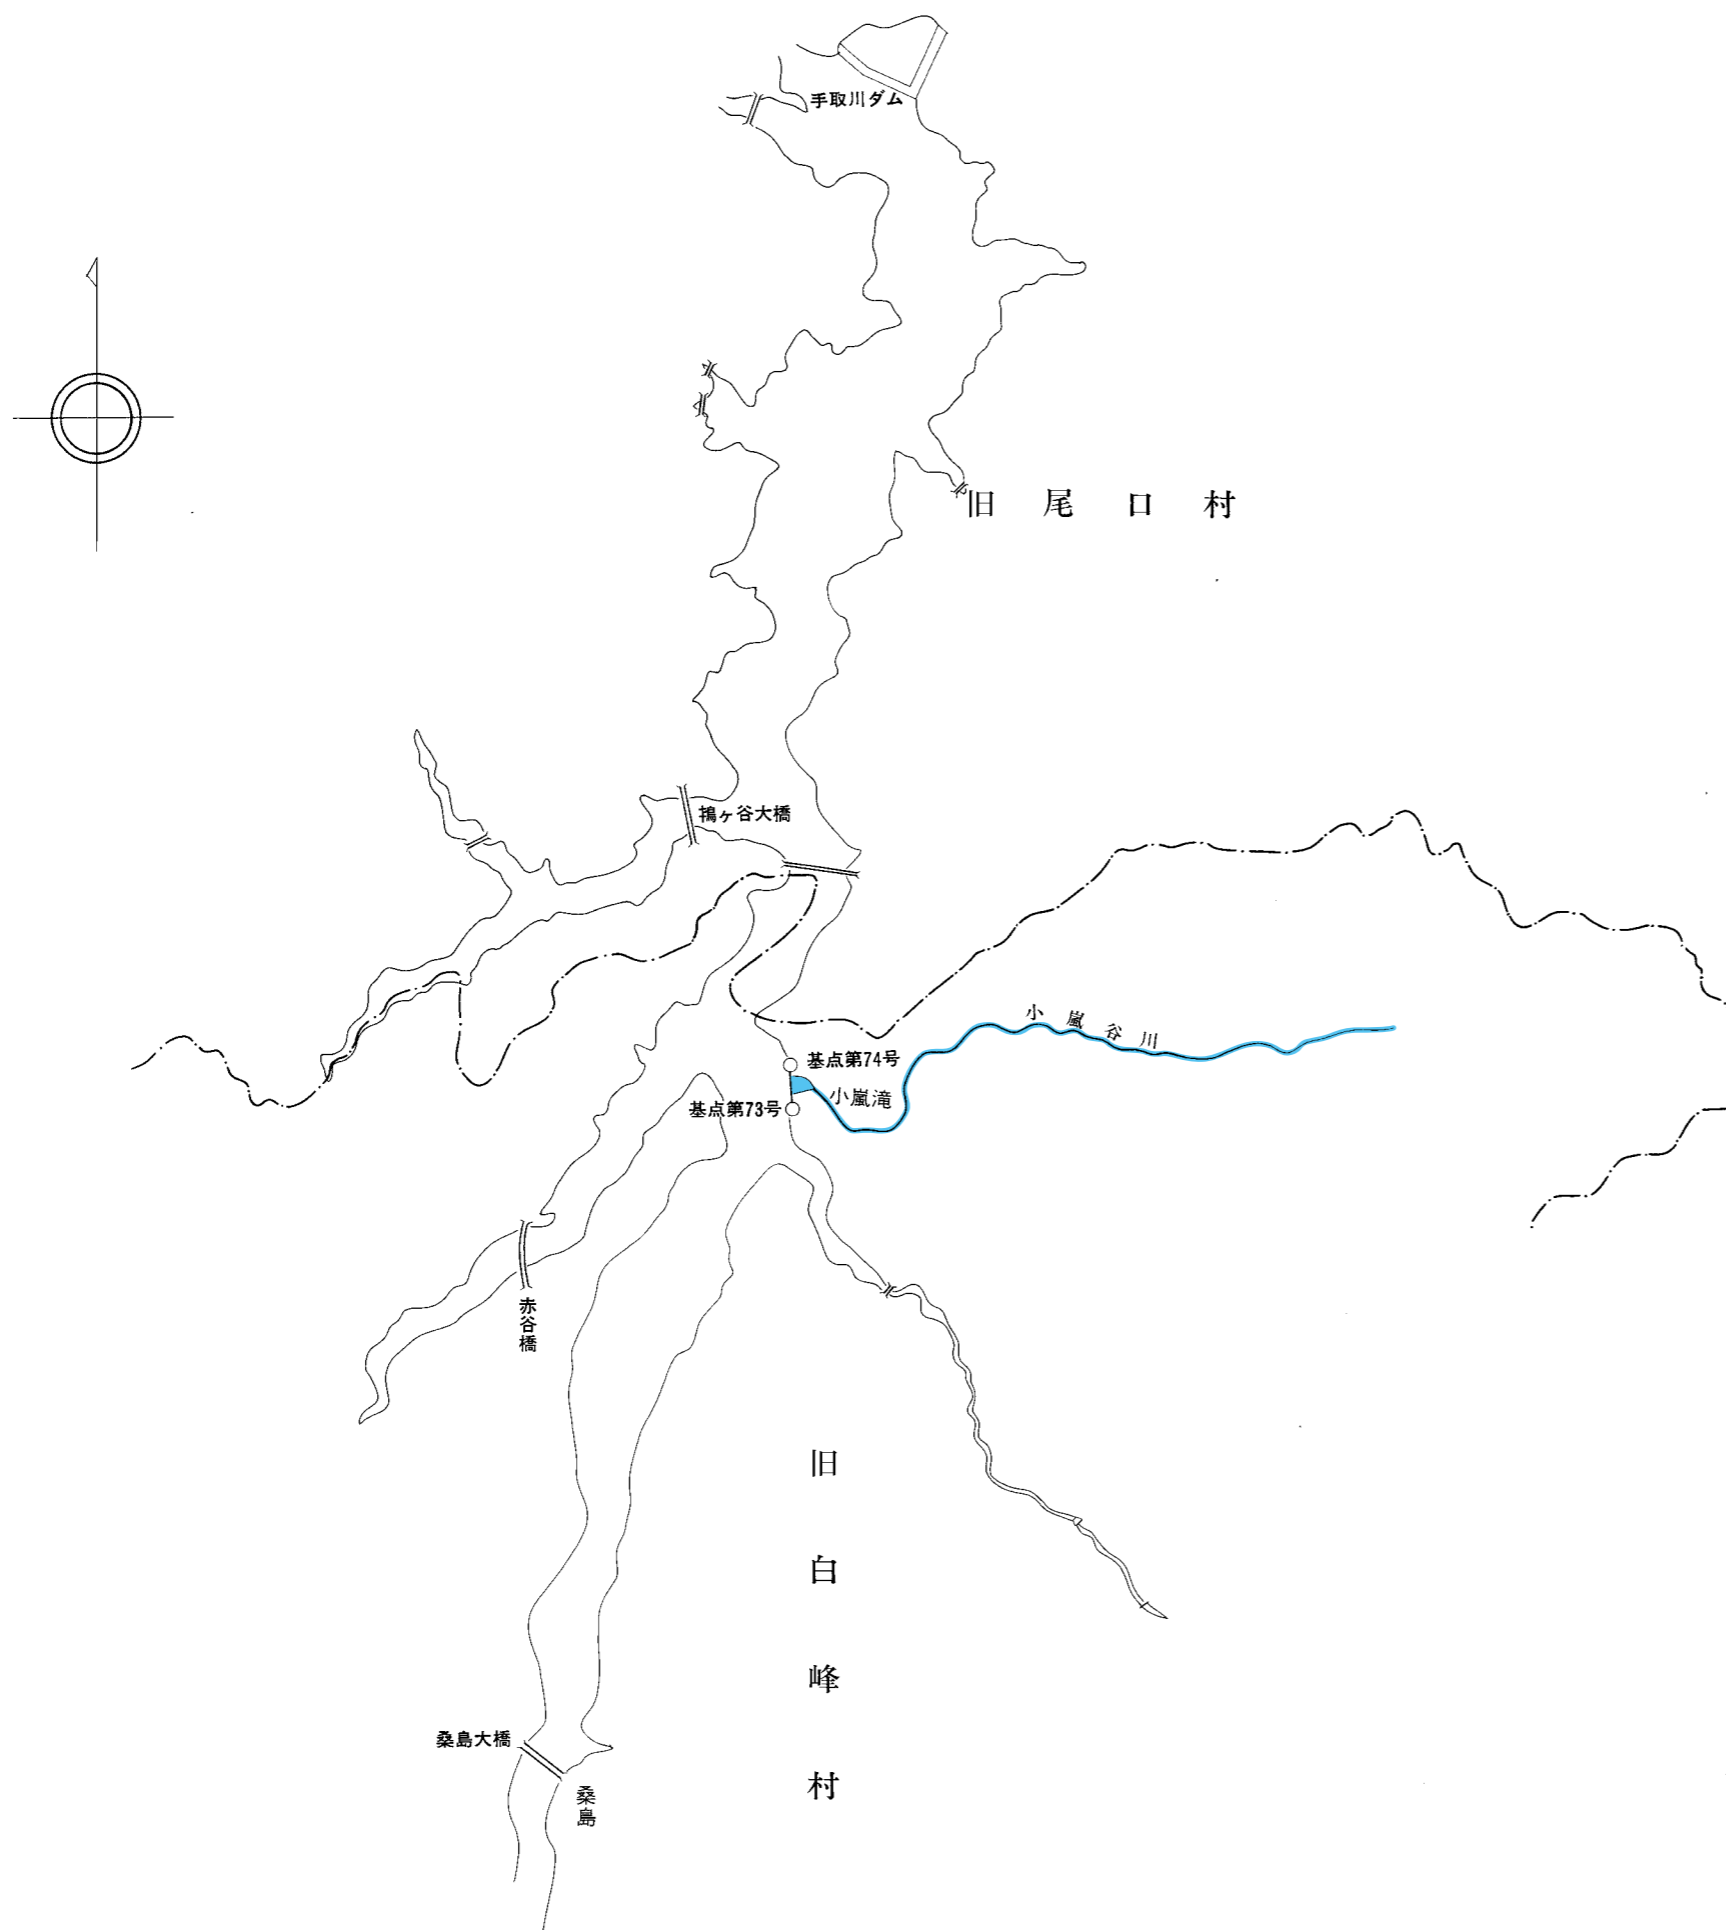 手取川ダム
旧尾口村
鴇ヶ谷大橋
小嵐谷川
基点第74号
小嵐滝
基点第73号
赤谷橋
旧白峰村
桑島大橋
桑島